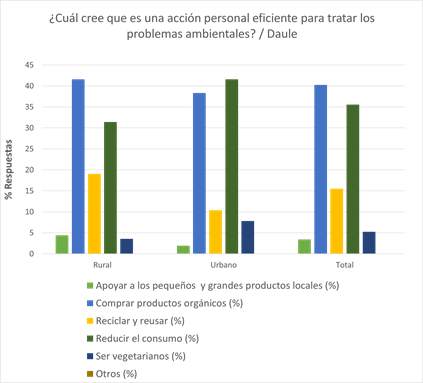 ¿Cuál cree que es una acción personal eficiente para tratar los
problemas ambientales? / Daule
% Respuestas
45
40
35
30
25
20
15
10
5
0
Rural
Urbano
Total
Apoyar a los pequeños y grandes productos locales (%)
Comprar productos orgánicos (%)
Reciclar y reusar (%)
Reducir el consumo (%)
Ser vegetarianos (%)
Otros (%)